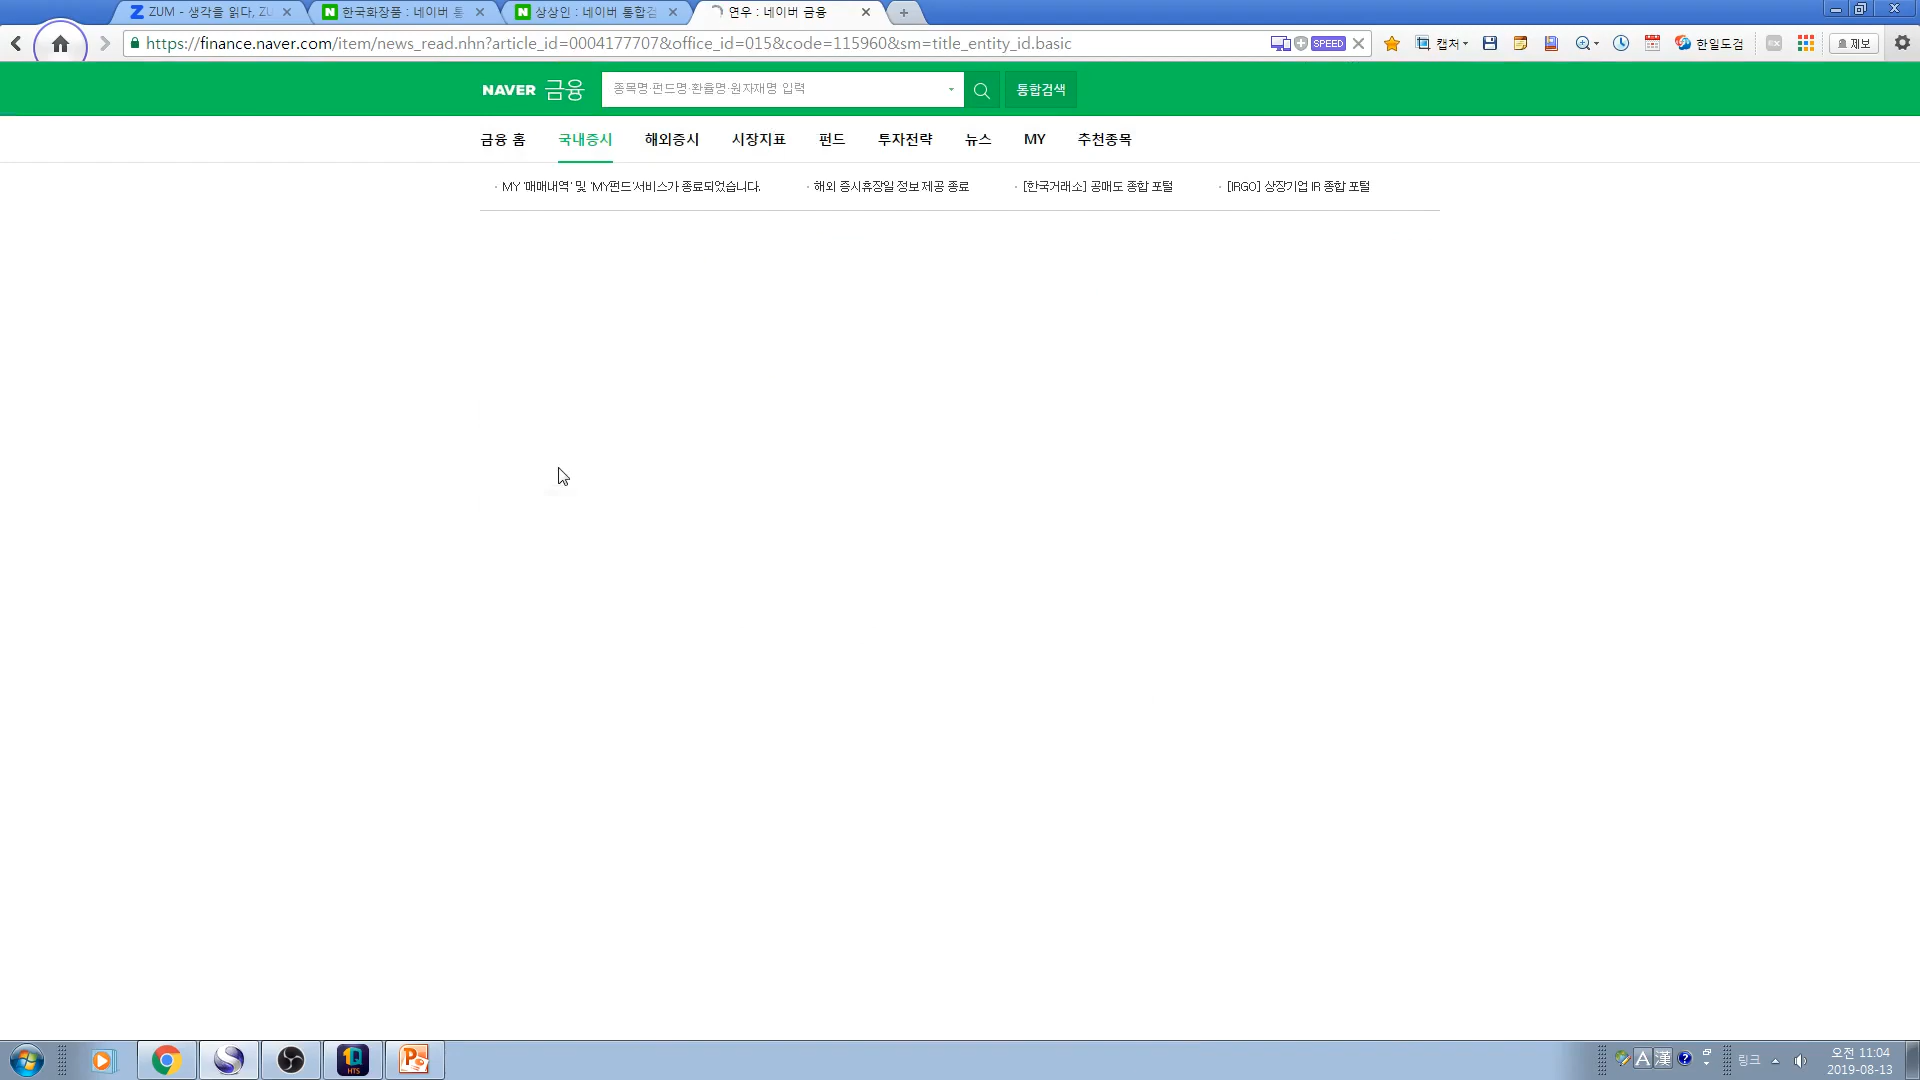 ZUM - 생각을 읽다, ZU
한국화장품 : 네이버 통
상상인 : 네이버 통합검
연우 : 네이버 금융
https://finance.naver.com/item/news_read.nhn?article_id=0004177707&office_id=015&code=115960&sm=title_entity_id.basic
SPEED
캡처
한일도검
제보
NAVER 금융
종목명·펀드명·환율명·원자재명 입력
통합검색
금융 홈 국내증시 해외증시 시장지표 펀드 투자전략 뉴스 MY 추천종목
· MY '매매내역' 및 'MY펀드'서비스가 종료되었습니다.
· 해외 증시휴장일 정보 제공 종료
· [한국거래소] 공매도 종합 포털
· [IRGO] 상장기업 IR 종합 포털
1Q
HTS
A 漢
링크
오전 11:04
2019-08-13